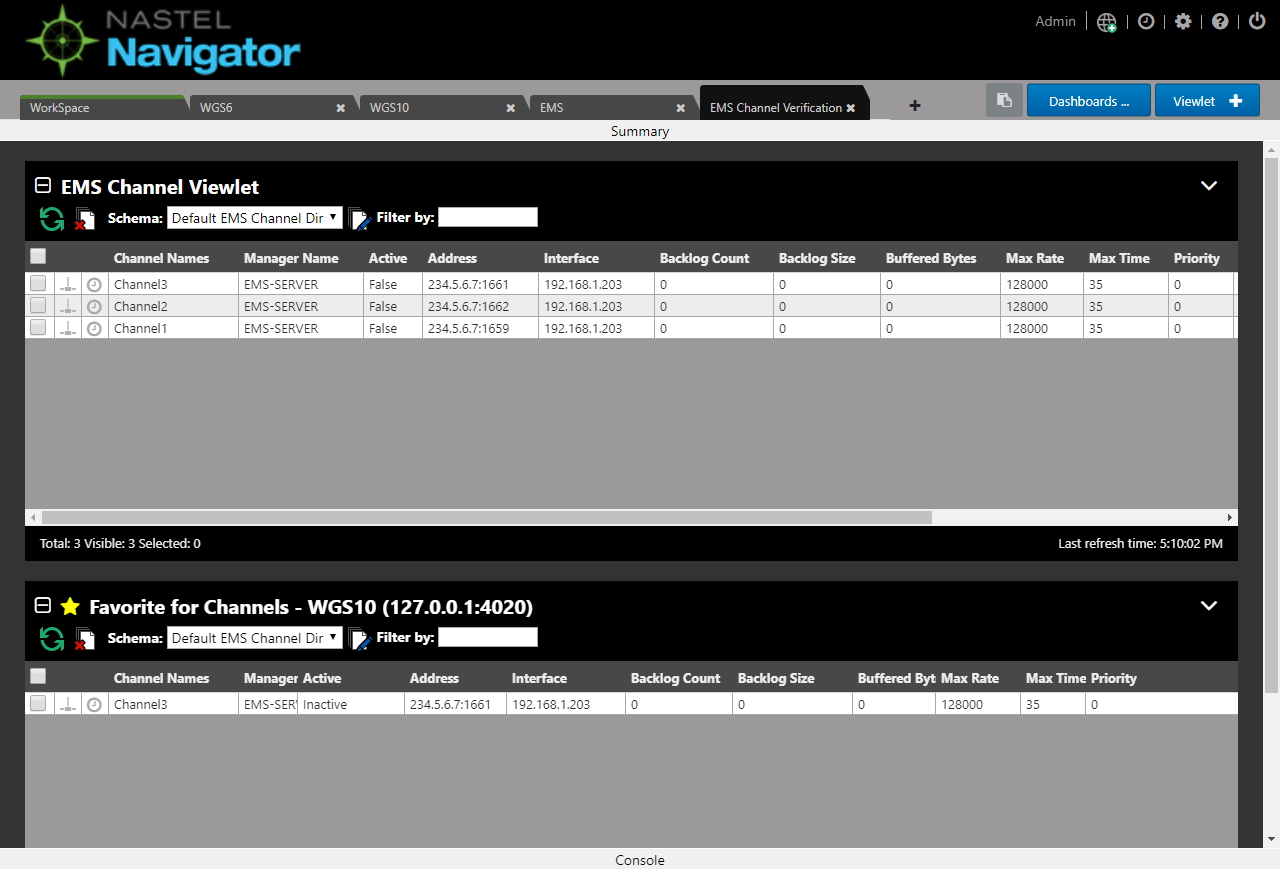 NASTEL
Navigator
Admin
WorkSpace WGS6 WGS10 EMS EMS Channel Verification Dashboards ... Viewlet
Summary
EMS Channel Viewlet
Schema: Default EMS Channel Dir Filter by:
Channel Names Manager Name Active Address Interface Backlog Count Backlog Size Buffered Bytes Max Rate Max Time Priority
Channel3 EMS-SERVER False 234.5.6.7:1661 192.168.1.203 0 0 0 128000 35 0
Channel2 EMS-SERVER False 234.5.6.7:1662 192.168.1.203 0 0 0 128000 35 0
Channel1 EMS-SERVER False 234.5.6.7:1659 192.168.1.203 0 0 0 128000 35 0
Total: 3 Visible: 3 Selected: 0 Last refresh time: 5:10:02 PM
Favorite for Channels - WGS10 (127.0.0.1:4020)
Schema: Default EMS Channel Dir Filter by:
Channel Names Manager Active Address Interface Backlog Count Backlog Size Buffered Byt Max Rate Max Time Priority
Channel3 EMS-SER Inactive 234.5.6.7:1661 192.168.1.203 0 0 0 128000 35 0
Console